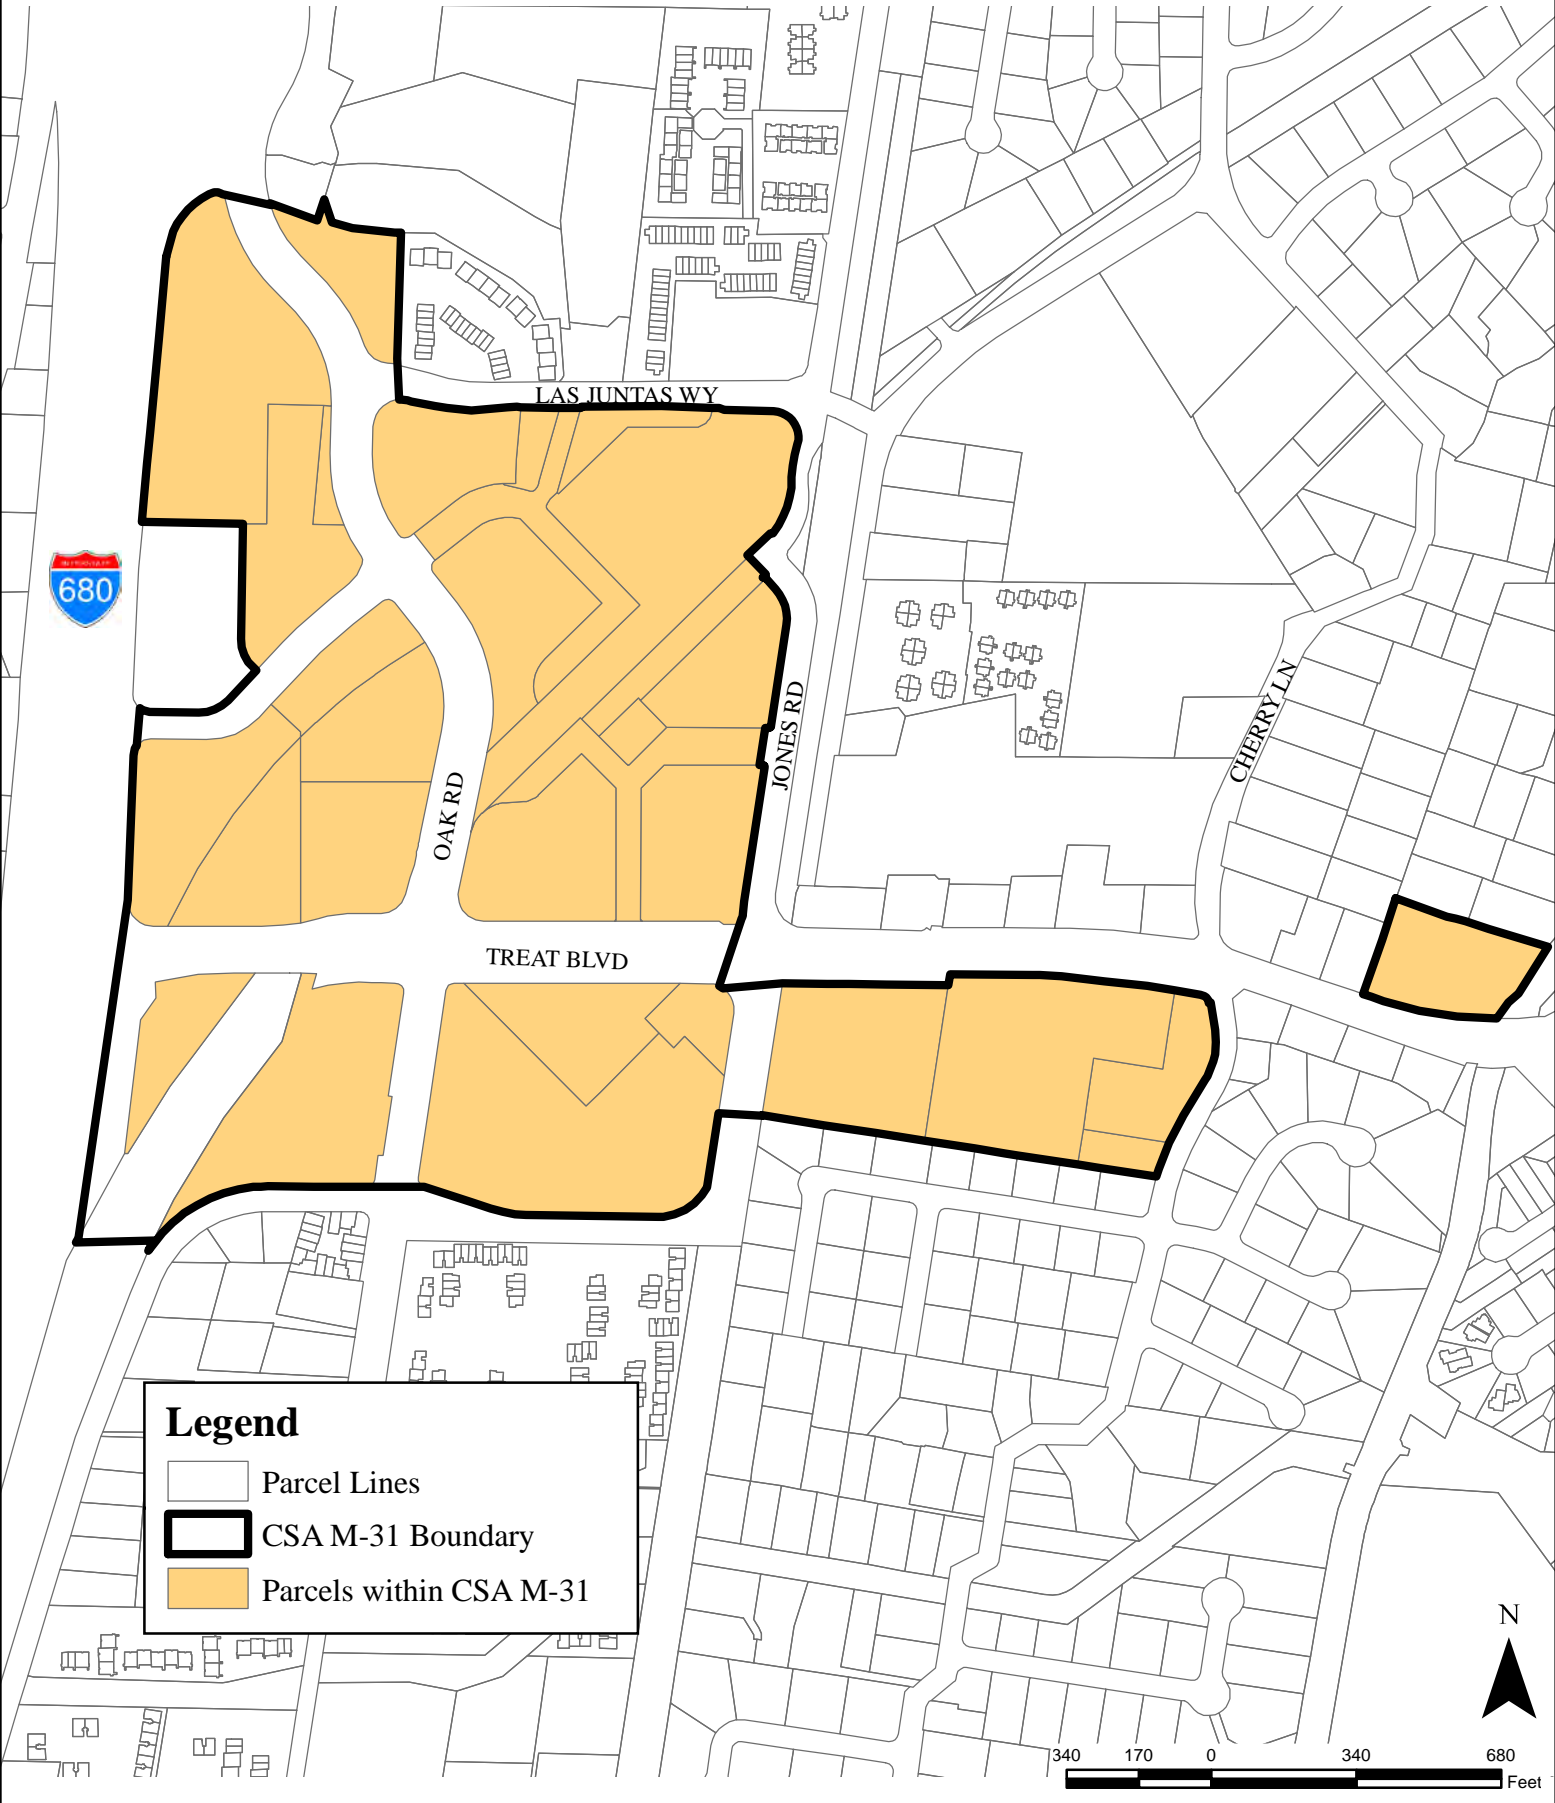 LAS JUNTAS WY
680
JONES RD
CHERRY LN
OAK RD
TREAT BLVD
Legend
Parcel Lines
CSA M-31 Boundary
Parcels within CSA M-31
N
340 170 0 340 680
Feet